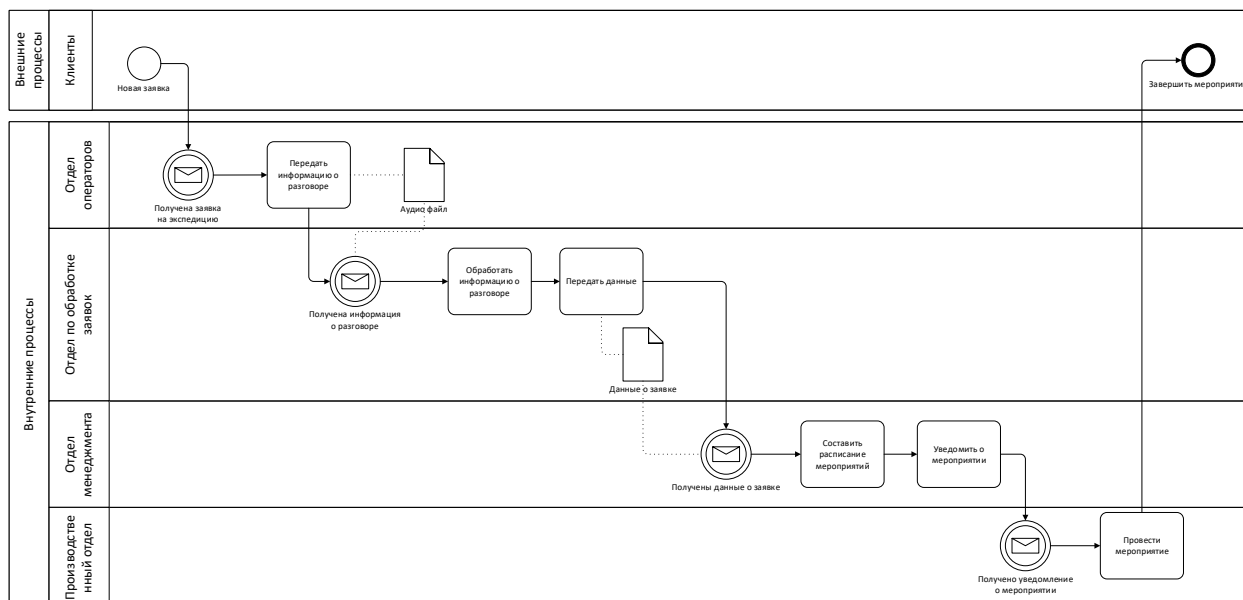 Внешние
процессы
Клиенты
Новая заявка
Завершить мероприяти
Внутренние процессы
Отдел
операторов
Получена заявка
на экспедицию
Передать
информацию о
разговоре
Аудио файл
Отдел по обработке
заявок
Получена информация
о разговоре
Обработать
информацию о
разговоре
Передать данные
Данные о заявке
Отдел
менеджмента
Получены данные о заявке
Составить
расписание
мероприятий
Уведомить о
мероприятии
Производстве
нный отдел
Получено уведомление
о мероприятии
Провести
мероприятие